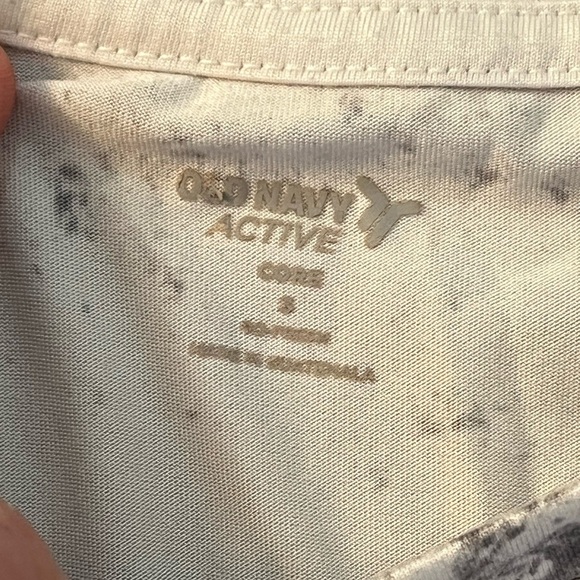 OLD NAVY
ACTIVE
CORE
S
MADE IN GUATEMALA